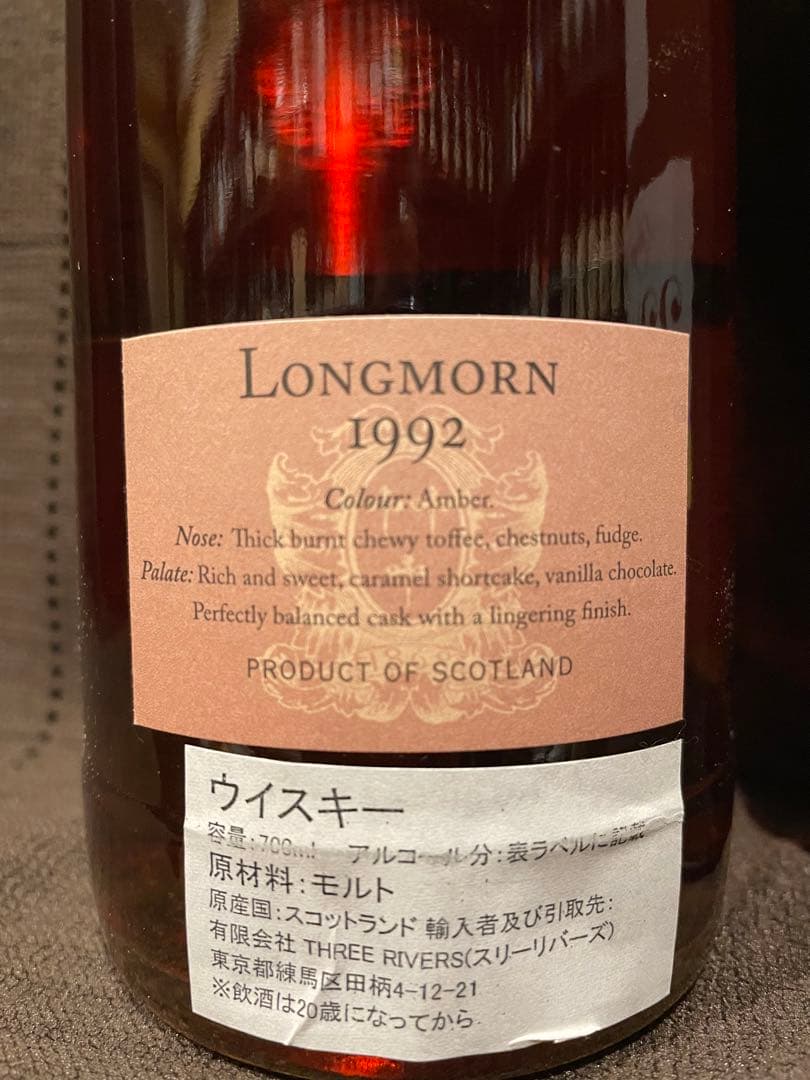 LONGMORN
1992
Colour: Amber.
Nose: Thick burnt chewy toffee, chestnuts, fudge.
Palate: Rich and sweet, caramel shortcake, vanilla chocolate.
Perfectly balanced cask with a lingering finish.
PRODUCT OF SCOTLAND
ウイスキー
容量:700ml アルコール分:表ラベルに記載
原材料:モルト
原産国:スコットランド 輸入者及び引取先:
有限会社 THREE RIVERS(スリーリバーズ)
東京都練馬区田柄4-12-21
※飲酒は20歳になってから